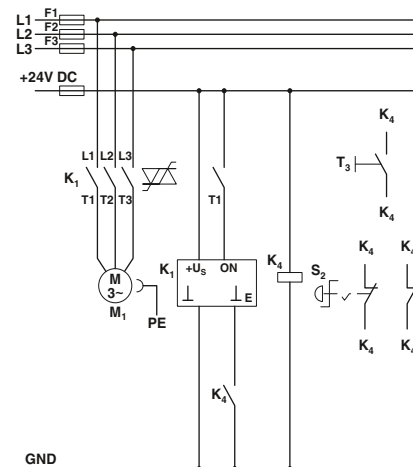 F1
L1
F2
L2
F3
L3
+24V DC
L1 L2 L3
K1
T1 T2 T3
T1
K4
T3
K4
K1
+US ON
E
K4
S2
K4
K4
K4
K4
M
3~
M1
PE
K4
GND